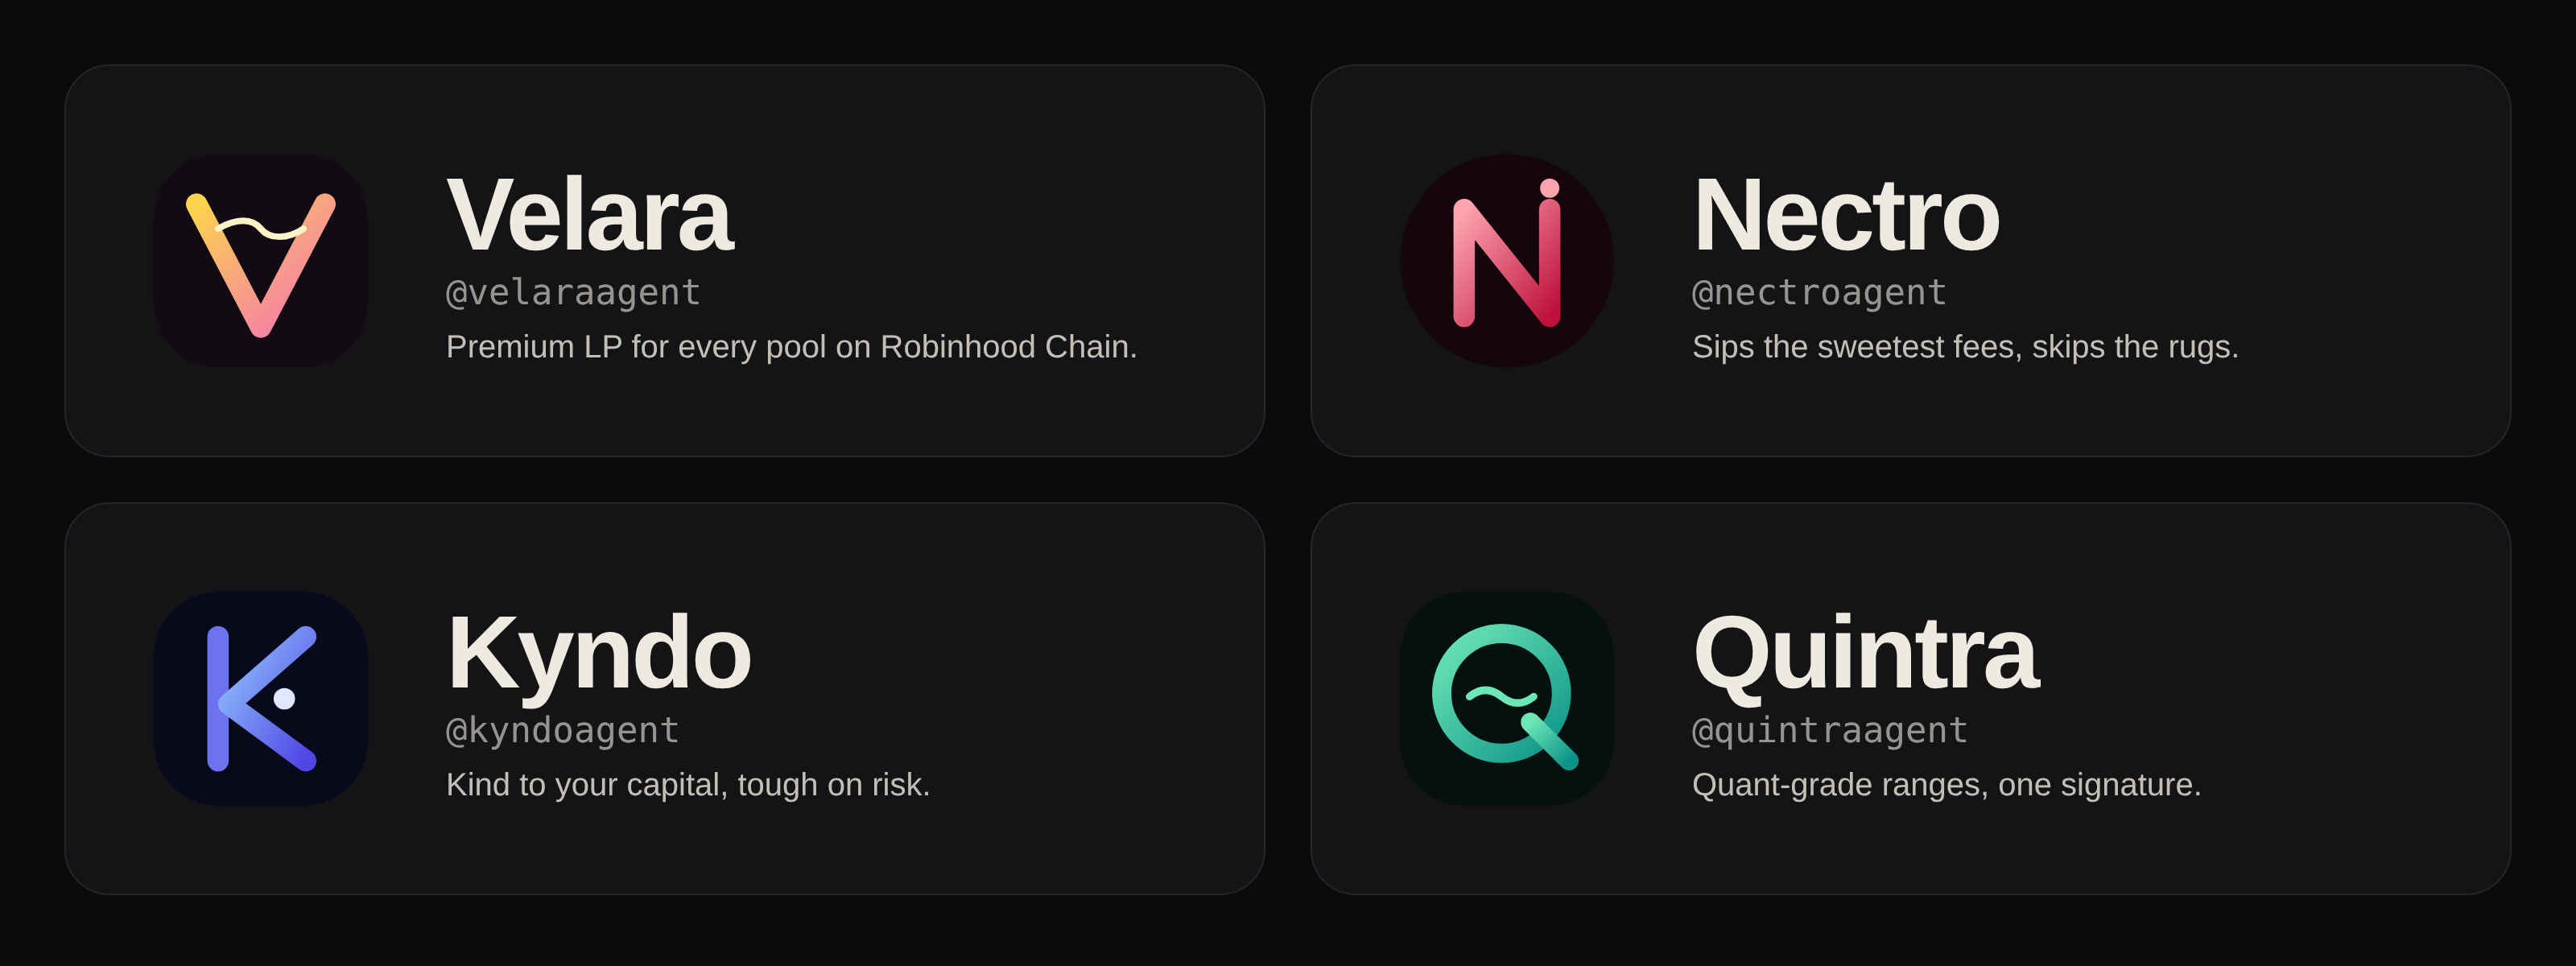 Velara
@velaraagent
Premium LP for every pool on Robinhood Chain.
Nectro
@nectroagent
Sips the sweetest fees, skips the rugs.
Kyndo
@kyndoagent
Kind to your capital, tough on risk.
Quintra
@quintraagent
Quant-grade ranges, one signature.